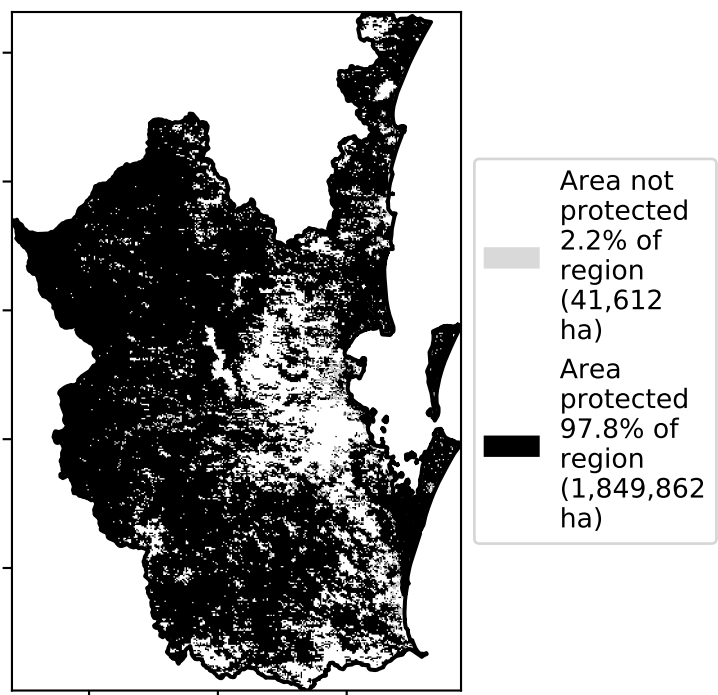 Area not
protected
2.2% of
region
(41,612
ha)
Area
protected
97.8% of
region
(1,849,862
ha)